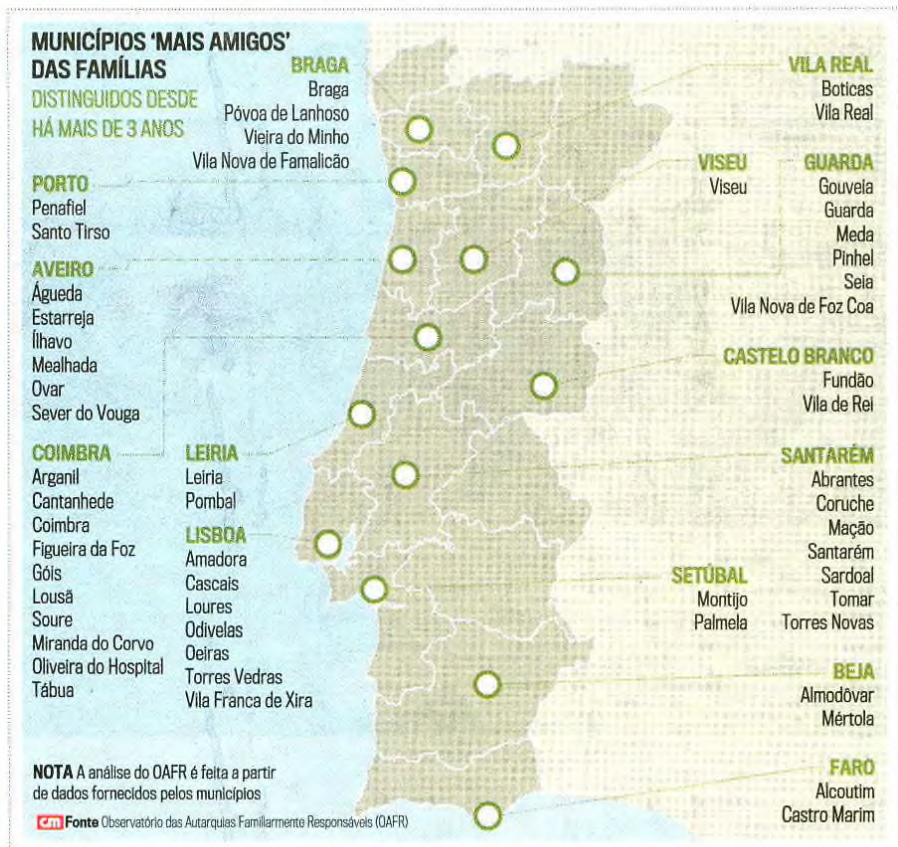 MUNICÍPIOS 'MAIS AMIGOS'
DAS FAMÍLIAS
DISTINGUIDOS DESDE
HÁ MAIS DE 3 ANOS
BRAGA
Braga
Póvoa de Lanhoso
Vieira do Minho
Vila Nova de Famalicão
VILA REAL
Boticas
Vila Real
PORTO
Penafiel
Santo Tirso
VISEU
Viseu
GUARDA
Gouveia
Guarda
Meda
Pinhel
Seia
Vila Nova de Foz Coa
AVEIRO
Águeda
Estarreja
Ílhavo
Mealhada
Ovar
Sever do Vouga
CASTELO BRANCO
Fundão
Vila de Rei
COIMBRA
Arganil
Cantanhede
Coimbra
Figueira da Foz
Góis
Lousã
Soure
Miranda do Corvo
Oliveira do Hospital
Tábua
LEIRIA
Leiria
Pombal
LISBOA
Amadora
Cascais
Loures
Odivelas
Oeiras
Torres Vedras
Vila Franca de Xira
SANTARÉM
Abrantes
Coruche
Mação
Santarém
Sardoal
Tomar
Torres Novas
SETÚBAL
Montijo
Palmela
BEJA
Almodôvar
Mértola
FARO
Alcoutim
Castro Marim
NOTA A análise do OAFR é feita a partir
de dados fornecidos pelos municípios
cm Fonte Observatório das Autarquias Familiarmente Responsáveis (OAFR)